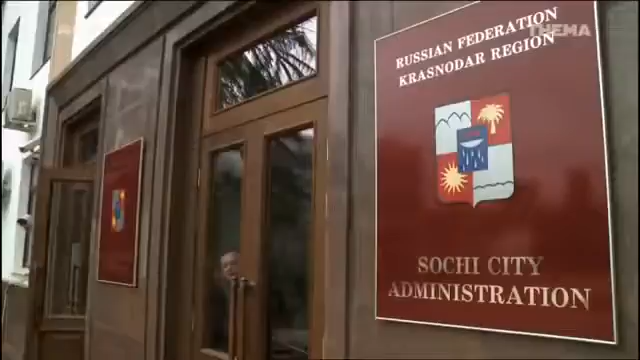 THEMA
RUSSIAN FEDERATION
KRASNODAR REGION
SOCHI CITY
ADMINISTRATION